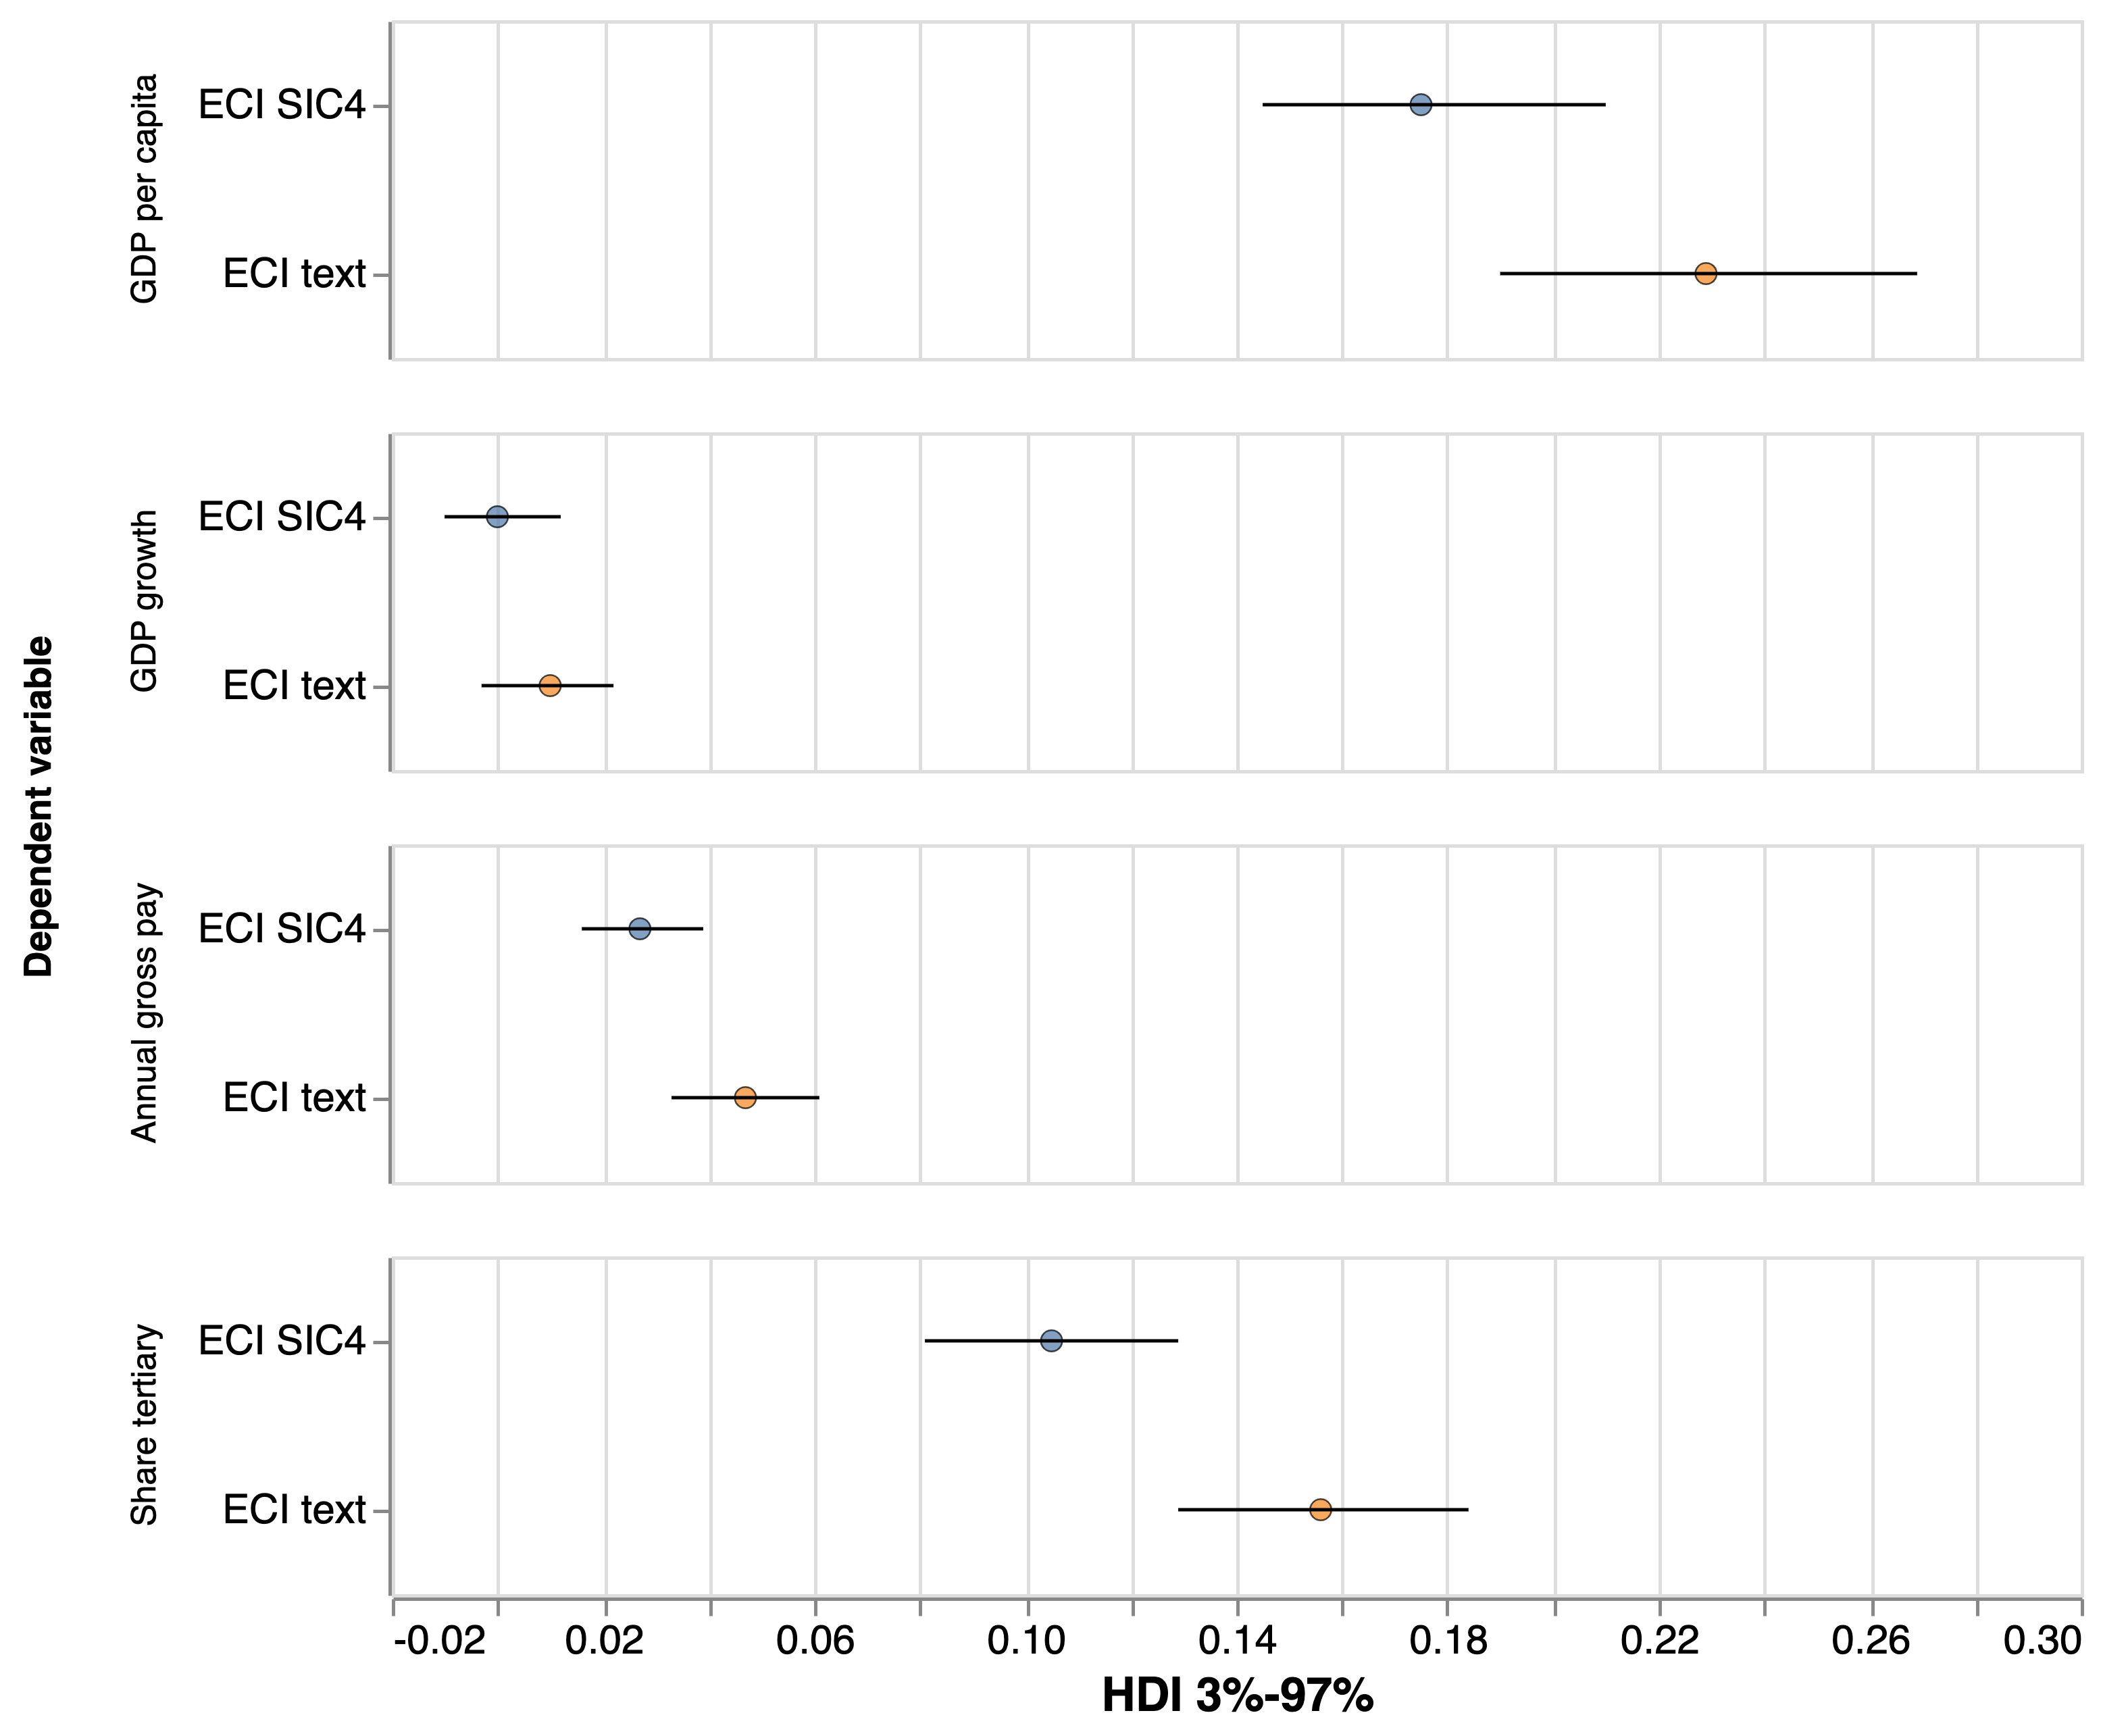 Dependent variable
GDP per capita
ECI SIC4
ECI text
GDP growth
ECI SIC4
ECI text
Annual gross pay
ECI SIC4
ECI text
Share tertiary
ECI SIC4
ECI text
-0.02 0.02 0.06 0.10 0.14 0.18 0.22 0.26 0.30
HDI 3%-97%